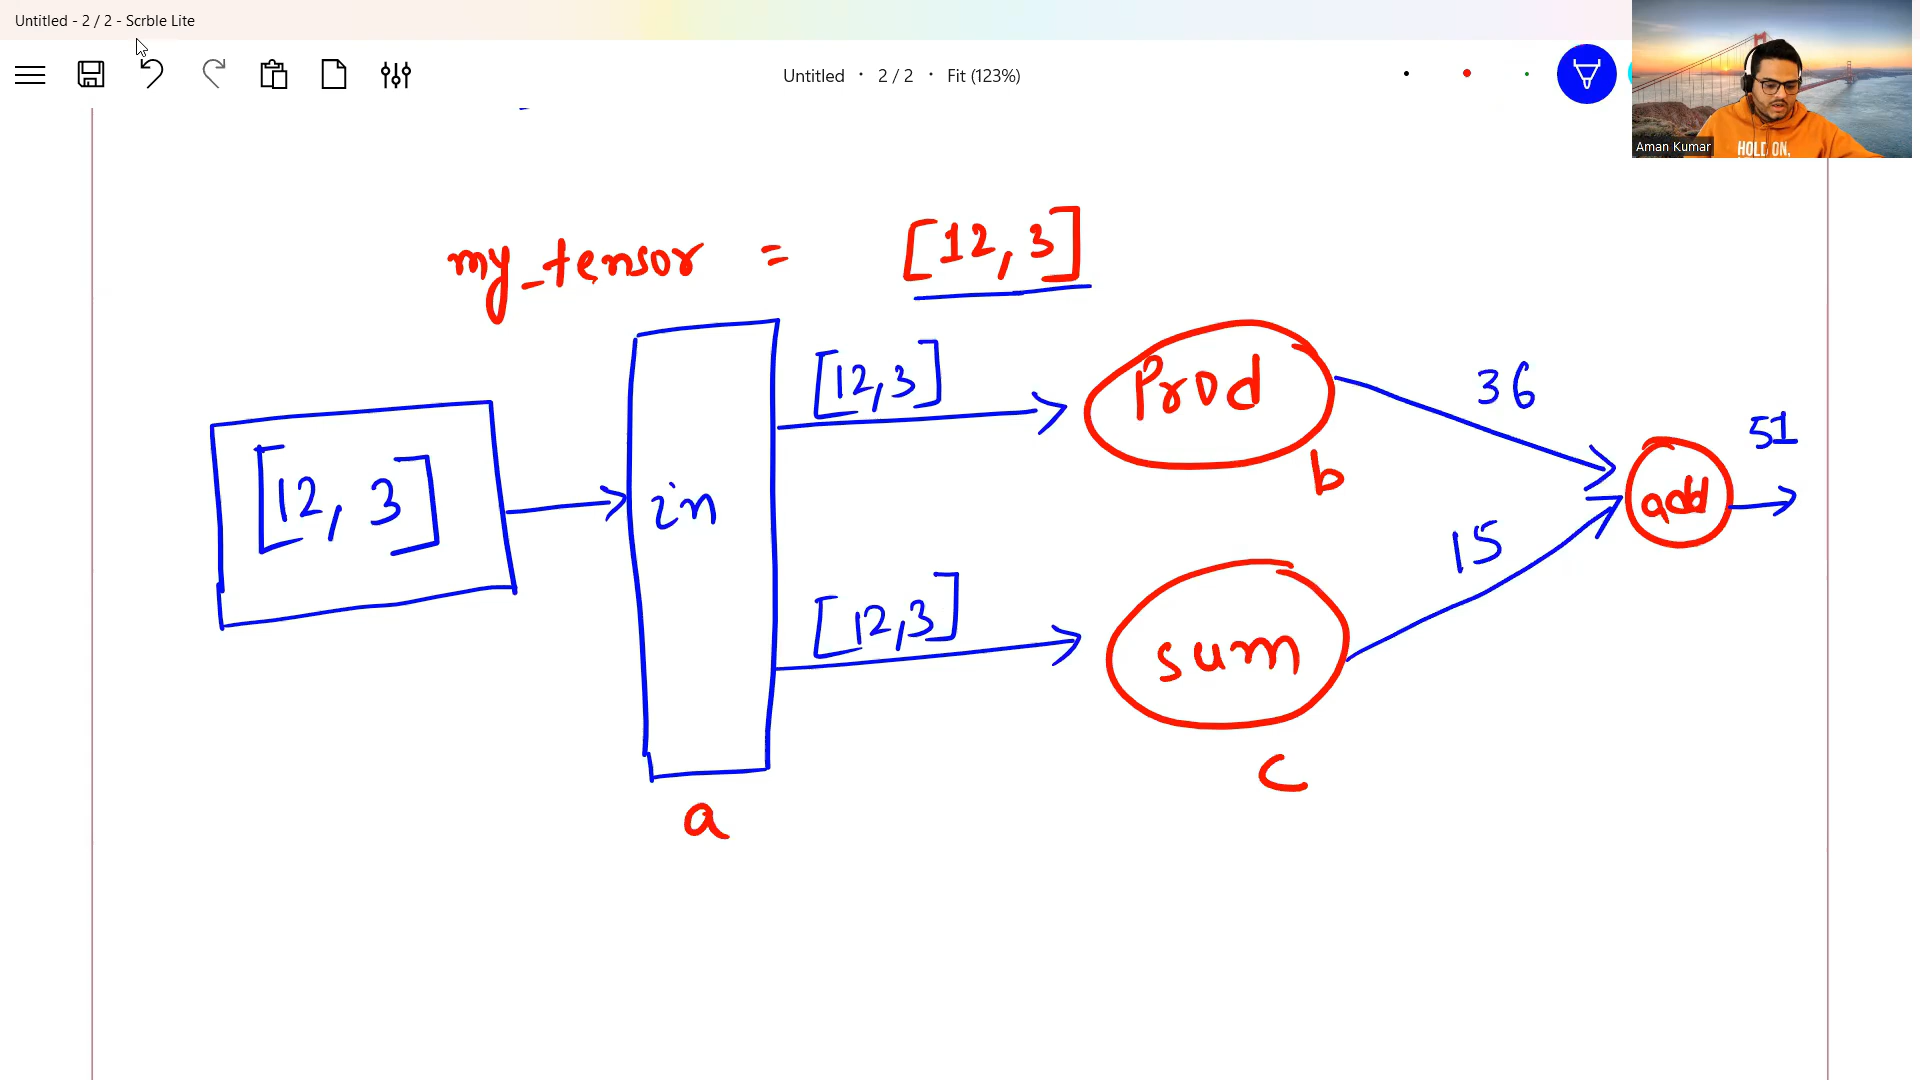 Untitled - 2 / 2 - Scrble Lite
Untitled • 2 / 2 • Fit (123%)
HOLD ON,
Aman Kumar
my_tensor = [12, 3]
[12,3]
Prod
36
b
51
[12, 3]
in
add
15
[12,3]
sum
c
a